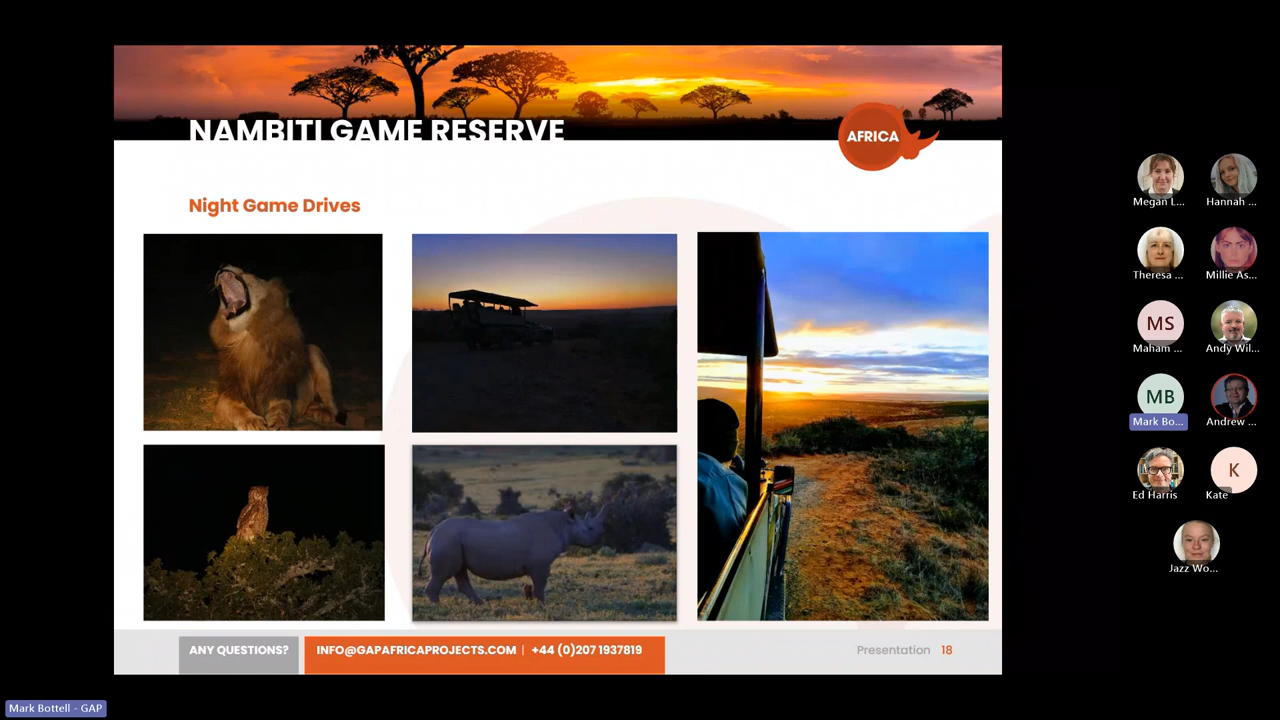 NAMBITI GAME RESERVE
AFRICA
Night Game Drives
ANY QUESTIONS?
INFO@GAPAFRICAPROJECTS.COM | +44 (0)207 1937819
Presentation 18
Megan L...
Hannah ...
Theresa ...
Millie As...
MS
Maham ...
Andy Wil...
MB
Mark Bo...
Andrew ...
Ed Harris
K
Kate
Jazz Wo...
Mark Bottell - GAP